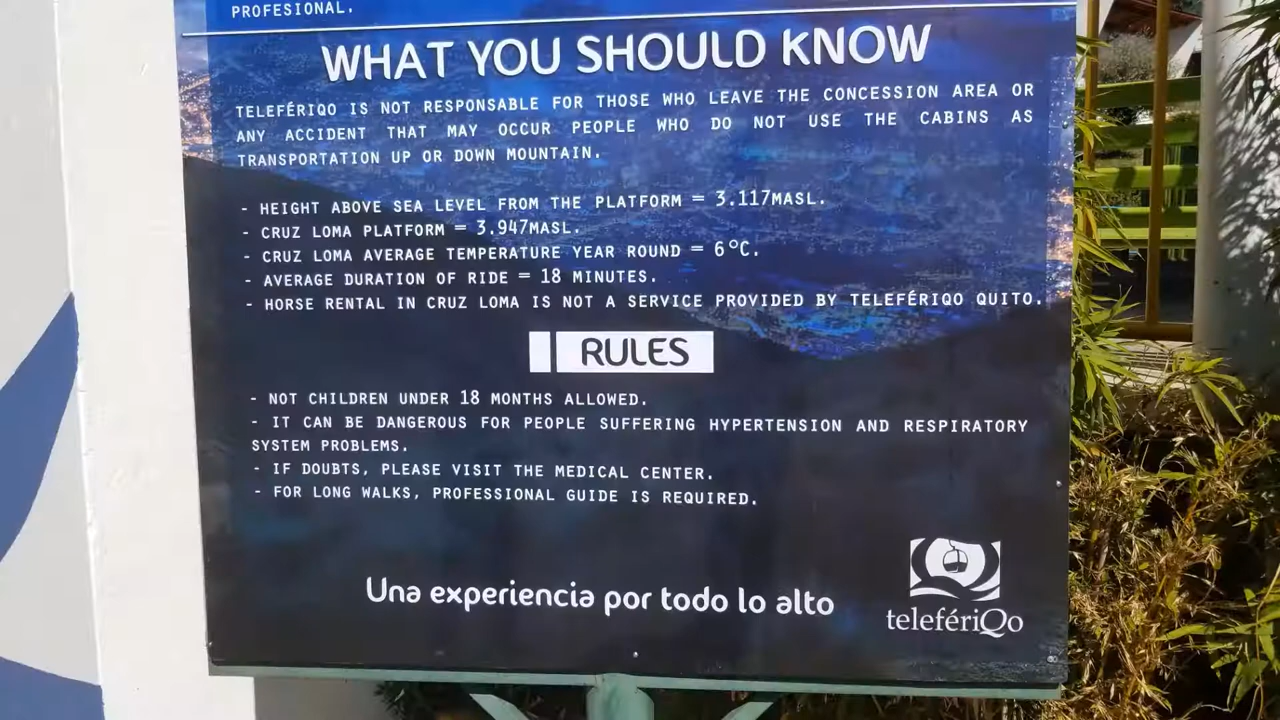 PROFESIONAL.
WHAT YOU SHOULD KNOW
TELEFÉRIQO IS NOT RESPONSABLE FOR THOSE WHO LEAVE THE CONCESSION AREA OR
ANY ACCIDENT THAT MAY OCCUR PEOPLE WHO DO NOT USE THE CABINS AS
TRANSPORTATION UP OR DOWN MOUNTAIN.
- HEIGHT ABOVE SEA LEVEL FROM THE PLATFORM = 3.117MASL.
- CRUZ LOMA PLATFORM = 3.947MASL.
- CRUZ LOMA AVERAGE TEMPERATURE YEAR ROUND = 6°C.
- AVERAGE DURATION OF RIDE = 18 MINUTES.
- HORSE RENTAL IN CRUZ LOMA IS NOT A SERVICE PROVIDED BY TELEFÉRIQO QUITO.
RULES
- NOT CHILDREN UNDER 18 MONTHS ALLOWED.
- IT CAN BE DANGEROUS FOR PEOPLE SUFFERING HYPERTENSION AND RESPIRATORY
SYSTEM PROBLEMS.
- IF DOUBTS, PLEASE VISIT THE MEDICAL CENTER.
- FOR LONG WALKS, PROFESSIONAL GUIDE IS REQUIRED.
Una experiencia por todo lo alto
telefériQo